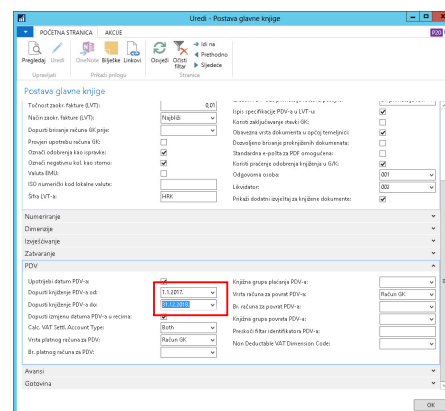 Uredi - Postava glavne knjige
POČETNA STRANICA AKCIJE
Pregledaj Uredi OneNote Bilješke Linkovi Osvježi Očisti filtar Idi na Prethodno Sljedeće
Upravljati Prikaži prilogu Stranica
Postava glavne knjige
Točnost zaokr. fakture (LVT): 0,01
Način zaokr. fakture (LVT): Najbliži Ispis specifikacije PDV-a u LVT-u:
Dopusti brisanje računa GK prije: Koristi zaključivanje stavki GK:
Provjeri upotrebu računa GK: Obavezna vrsta dokumenta u općoj temeljnici:
Označi odobrenja kao ispravke: Dozvoljeno brisanje proknjiženih dokumenata:
Označi negativnu kol. kao storno: Standardna e-pošta za PDF omogućena:
Valuta EMU: Koristi praćenje odobrenja knjiženja u G/K:
ISO numerički kod lokalne valute: Odgovorna osoba: 001
Šifra LVT-a: HRK Likvidator: 002
Prikaži dodatni izvještaj za knjižene dokumente:
Numeriranje
Dimenzije
Izvješćivanje
Zatvaranje
PDV
Upotrijebi datum PDV-a: Knjižna grupa plaćanja PDV-a:
Dopusti knjiženje PDV-a od: 1.1.2017. Vrsta računa za povrat PDV-a: Račun GK
Dopusti knjiženje PDV-a do: Br. računa za povrat PDV-a:
Dopusti izmjenu datuma PDV-a u recima: Knjižna grupa povrata PDV-a:
Calc. VAT Settl. Account Type: Both Preskoči filtar identifikatora PDV-a:
Vrsta platnog računa za PDV: Račun GK Non Deductable VAT Dimension Code:
Br. platnog računa za PDV:
Avansi
Gotovina
OK